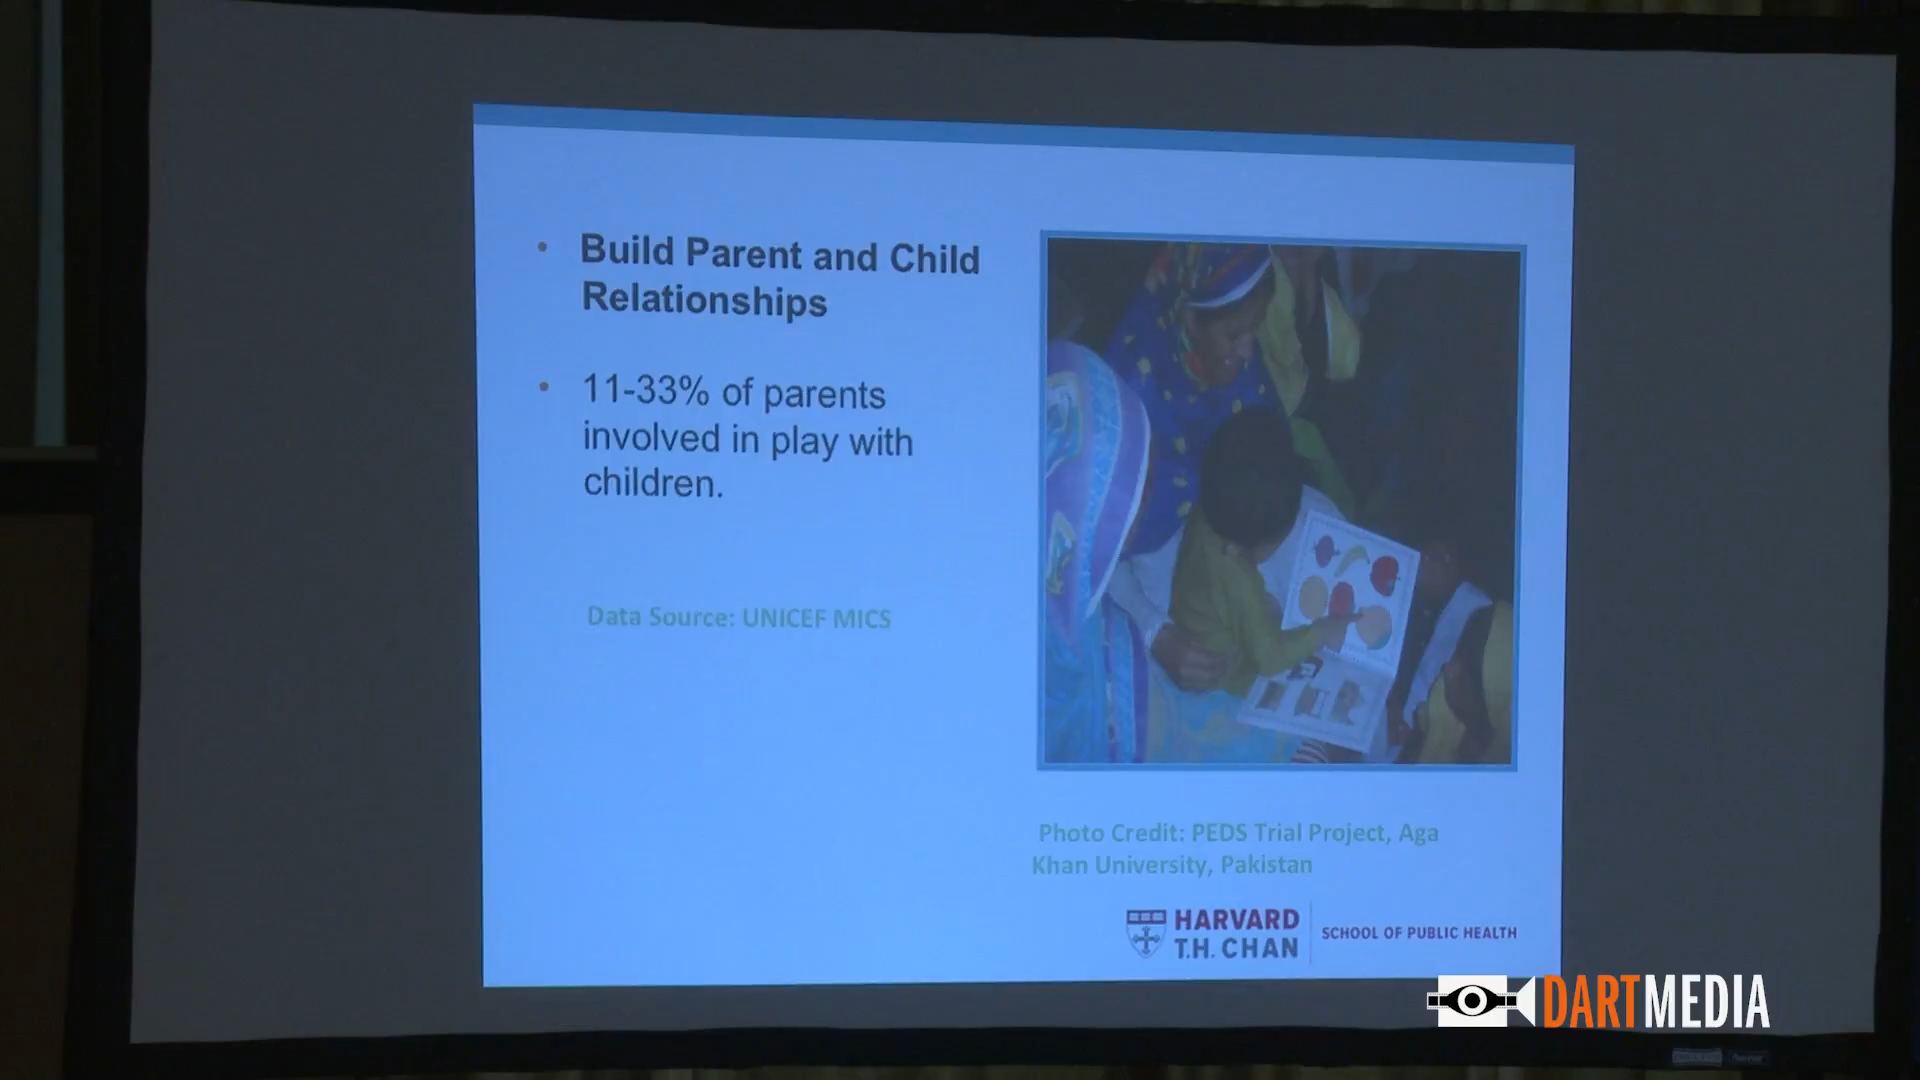 Build Parent and Child
Relationships
11-33% of parents
involved in play with
children.
Data Source: UNICEF MICS
Photo Credit: PEDS Trial Project, Aga
Khan University, Pakistan
HARVARD
T.H. CHAN
SCHOOL OF PUBLIC HEALTH
DARTMEDIA